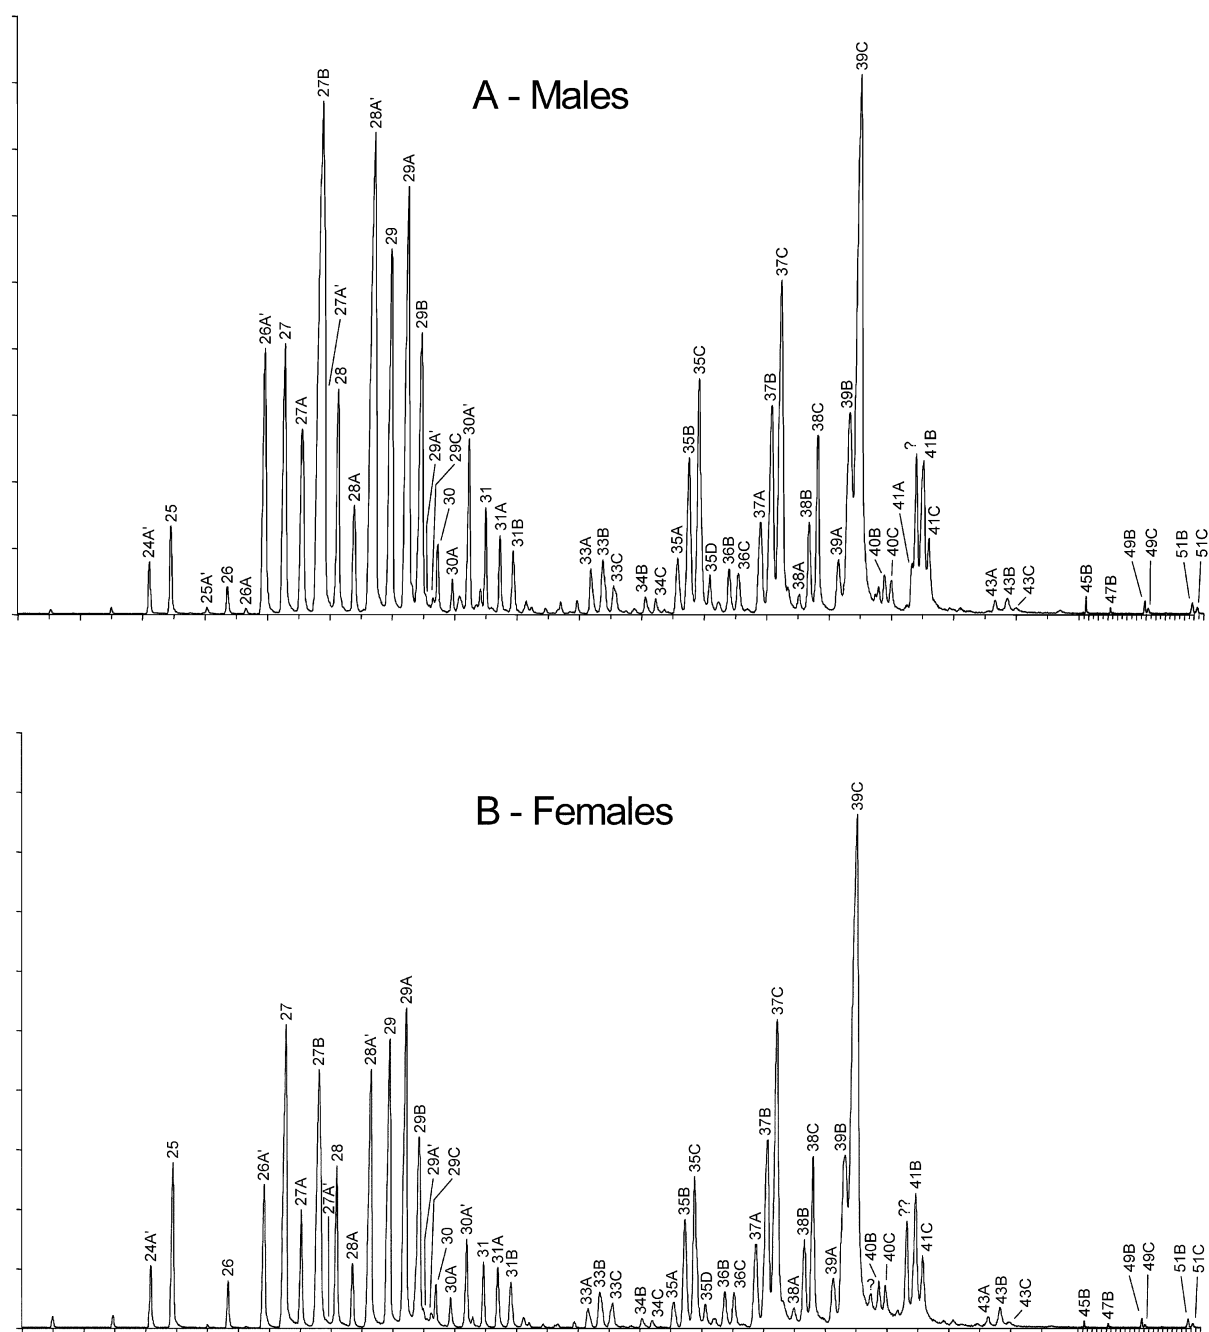 A - Males
24A'
25
25A'
26
26A
26A'
27
27A
27B
27A'
28
28A
28A'
29
29A
29B
29A'
29C
30
30A
30A'
31
31A
31B
33A
33B
33C
34B
34C
35A
35B
35C
35D
36B
36C
37A
37B
37C
38A
38B
38C
39A
39B
39C
40B
40C
41A
?
41B
41C
43A
43B
43C
45B
47B
49B
49C
51B
51C
B - Females
24A'
25
26
26A'
27
27A
27B
27A'
28
28A
28A'
29
29A
29B
29A'
29C
30
30A
30A'
31
31A
31B
33A
33B
33C
34B
34C
35A
35B
35C
35D
36B
36C
37A
37B
37C
38A
38B
38C
39A
39B
39C
?
40B
40C
??
41B
41C
43A
43B
43C
45B
47B
49B
49C
51B
51C